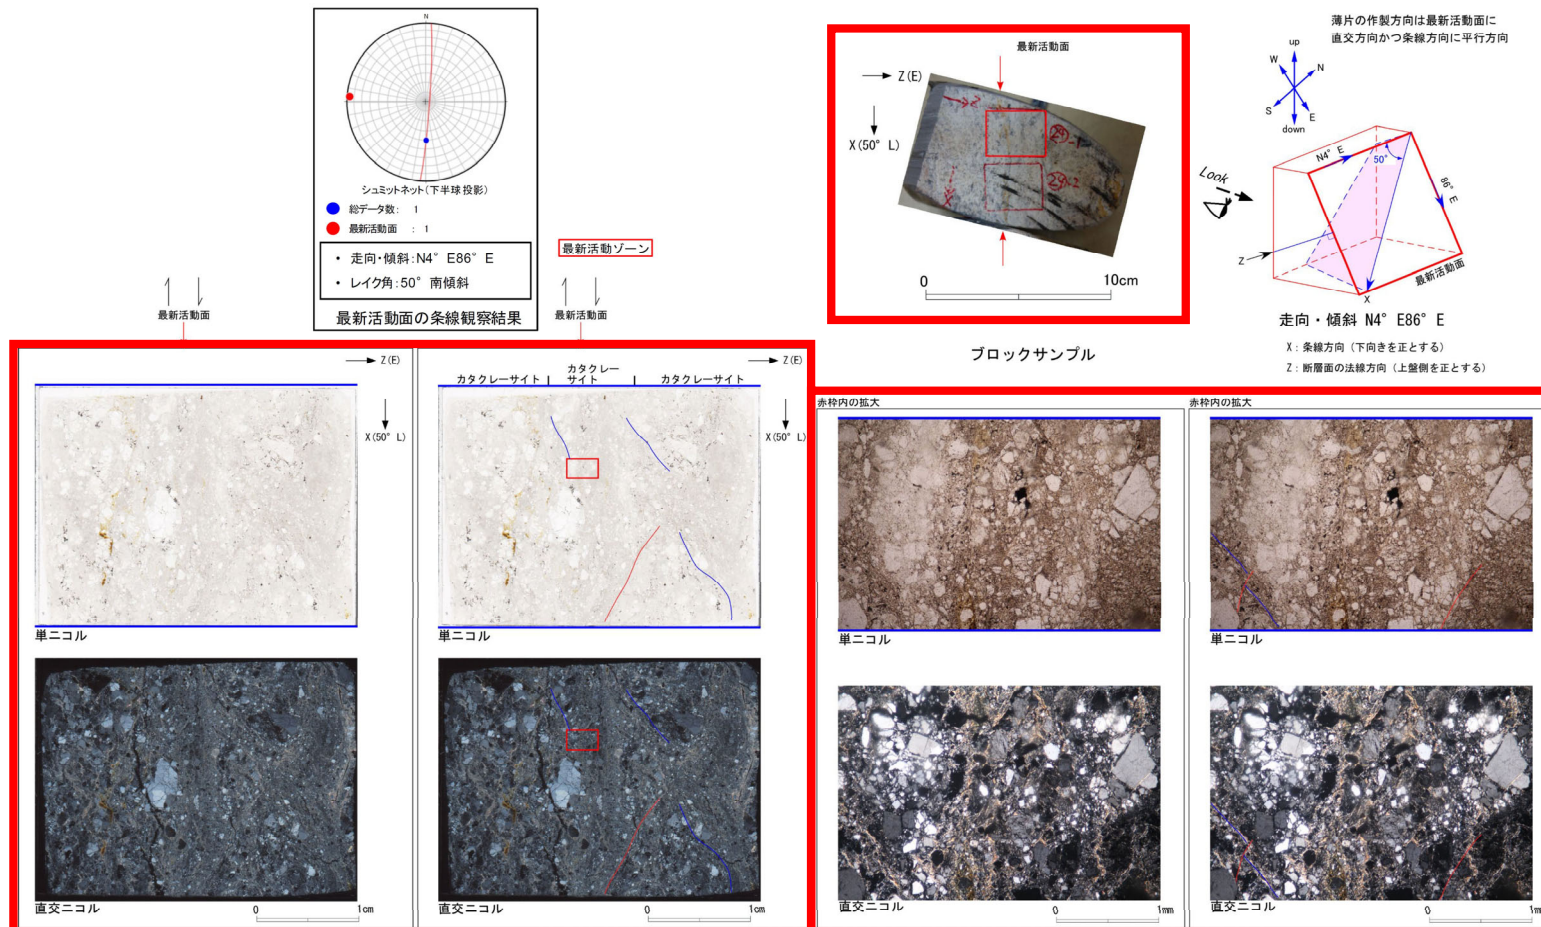 N
シュミットネット(下半球投影)
総データ数: 1
最新活動面 : 1
・ 走向・傾斜:N4° E86° E
・ レイク角:50° 南傾斜
最新活動面の条線観察結果
最新活動ゾーン
最新活動面
最新活動面
Z(E)
X(50° L)
単ニコル
直交ニコル
0 1cm
カタクレーサイト
カタクレー
サイト
カタクレーサイト
Z(E)
X(50° L)
単ニコル
直交ニコル
0 1cm
最新活動面
Z(E)
X(50° L)
Z
X
24-1
24-2
0 10cm
ブロックサンプル
薄片の作製方向は最新活動面に
直交方向かつ条線方向に平行方向
up
W N
S E
down
Look
N4° E
50°
86° E
Z
X
最新活動面
走向・傾斜 N4° E86° E
X:条線方向(下向きを正とする)
Z:断層面の法線方向(上盤側を正とする)
赤枠内の拡大
単ニコル
直交ニコル
0 1mm
赤枠内の拡大
単ニコル
直交ニコル
0 1mm